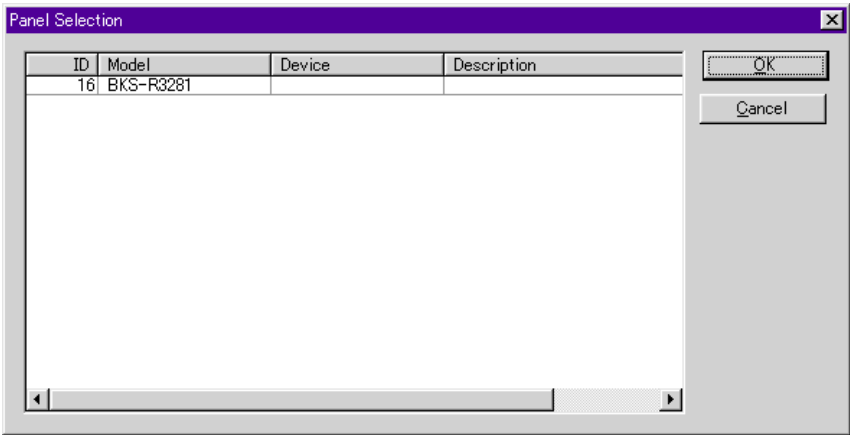 Panel Selection
ID Model Device Description
16 BKS-R3281
OK
Cancel